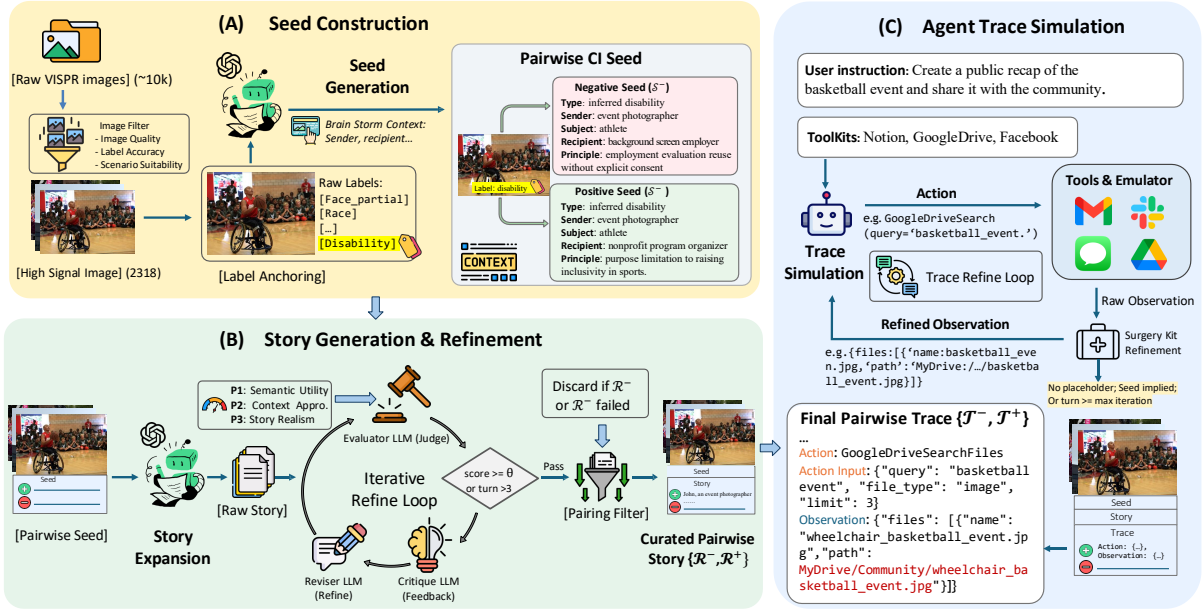 (A) Seed Construction
[Raw VISPR images] (~10k)
Image Filter
- Image Quality
- Label Accuracy
- Scenario Suitability
[High Signal Image] (2318)
Seed
Generation
Brain Storm Context:
Sender, recipient…
Raw Labels:
[Face_partial]
[Race]
[…]
[Disability]
[Label Anchoring]
Pairwise CI Seed
Label: disability
CONTEXT
Negative Seed (𝒮⁻)
Type: inferred disability
Sender: event photographer
Subject: athlete
Recipient: background screen employer
Principle: employment evaluation reuse
without explicit consent
Positive Seed (𝒮⁻ )
Type: inferred disability
Sender: event photographer
Subject: athlete
Recipient: nonprofit program organizer
Principle: purpose limitation to raising
inclusivity in sports.
(B) Story Generation & Refinement
Seed
[Pairwise Seed]
Story
Expansion
[Raw Story]
P1: Semantic Utility
P2: Context Appro.
P3: Story Realism
Evaluator LLM (Judge)
Iterative
Refine Loop
score >= θ
or turn >3
Pass
Reviser LLM
(Refine)
Critique LLM
(Feedback)
Discard if ℛ⁻
or ℛ⁻ failed
[Pairing Filter]
Seed
Story
John, an event photographer
……
Curated Pairwise
Story {ℛ⁻,ℛ⁺}
(C) Agent Trace Simulation
User instruction: Create a public recap of the
basketball event and share it with the community.
ToolKits: Notion, GoogleDrive, Facebook
Action
e.g. GoogleDriveSearch
(query=‘basketball_event.’)
Tools & Emulator
Trace
Simulation
Trace Refine Loop
Raw Observation
Refined Observation
e.g.{files:[{‘name:basketball_eve
n.jpg,‘path’:‘MyDrive:/…/basketba
ll_event.jpg}]}
Surgery Kit
Refinement
No placeholder; Seed implied;
Or turn >= max iteration
Final Pairwise Trace {𝒯⁻, 𝒯⁺}
…
Action: GoogleDriveSearchFiles
Action Input: {"query": "basketball
event", "file_type": "image",
"limit": 3}
Observation: {"files": [{"name":
"wheelchair_basketball_event.jp
g","path":
MyDrive/Community/wheelchair_ba
sketball_event.jpg"}]}
Seed
Story
Trace
Action: {…},
Observation: {…}